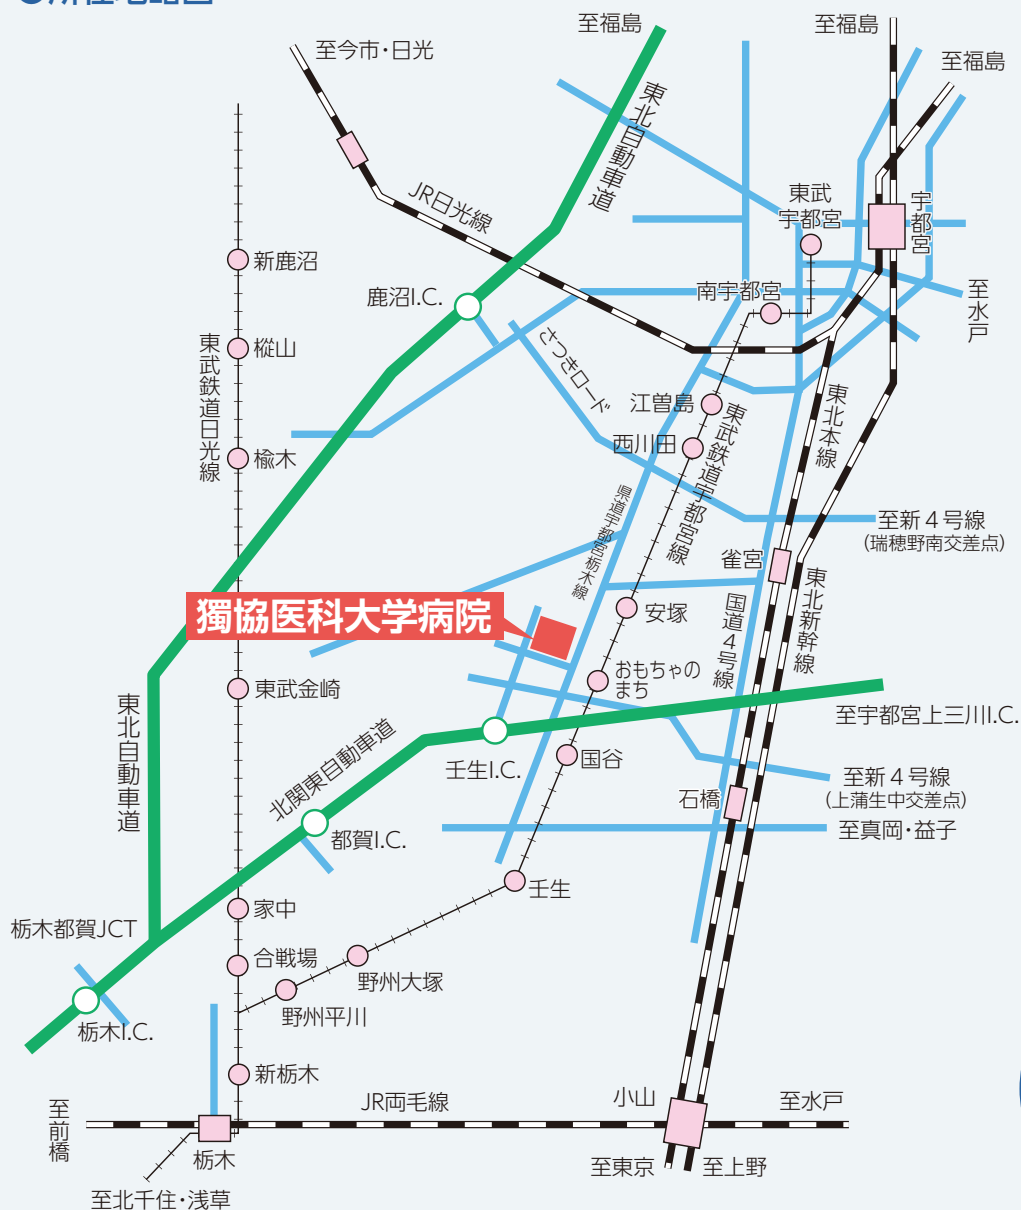 至福島
至福島
至福島
至今市・日光
東北自動車道
JR日光線
東武
宇都宮
宇都宮
新鹿沼
鹿沼I.C.
南宇都宮
至水戸
樅山
東武鉄道日光線
さつきロード
江曽島
東武鉄道宇都宮線
東北本線
西川田
楡木
県道宇都宮栃木線
至新4号線
(瑞穂野南交差点)
雀宮
国道4号線
東北新幹線
獨協医科大学病院
安塚
おもちゃの
まち
東武金崎
東北自動車道
至宇都宮上三川I.C.
北関東自動車道
壬生I.C.
国谷
至新4号線
(上蒲生中交差点)
石橋
都賀I.C.
至真岡・益子
壬生
家中
栃木都賀JCT
合戦場
野州大塚
野州平川
栃木I.C.
新栃木
JR両毛線
小山
至水戸
至前橋
栃木
至東京
至上野
至北千住・浅草